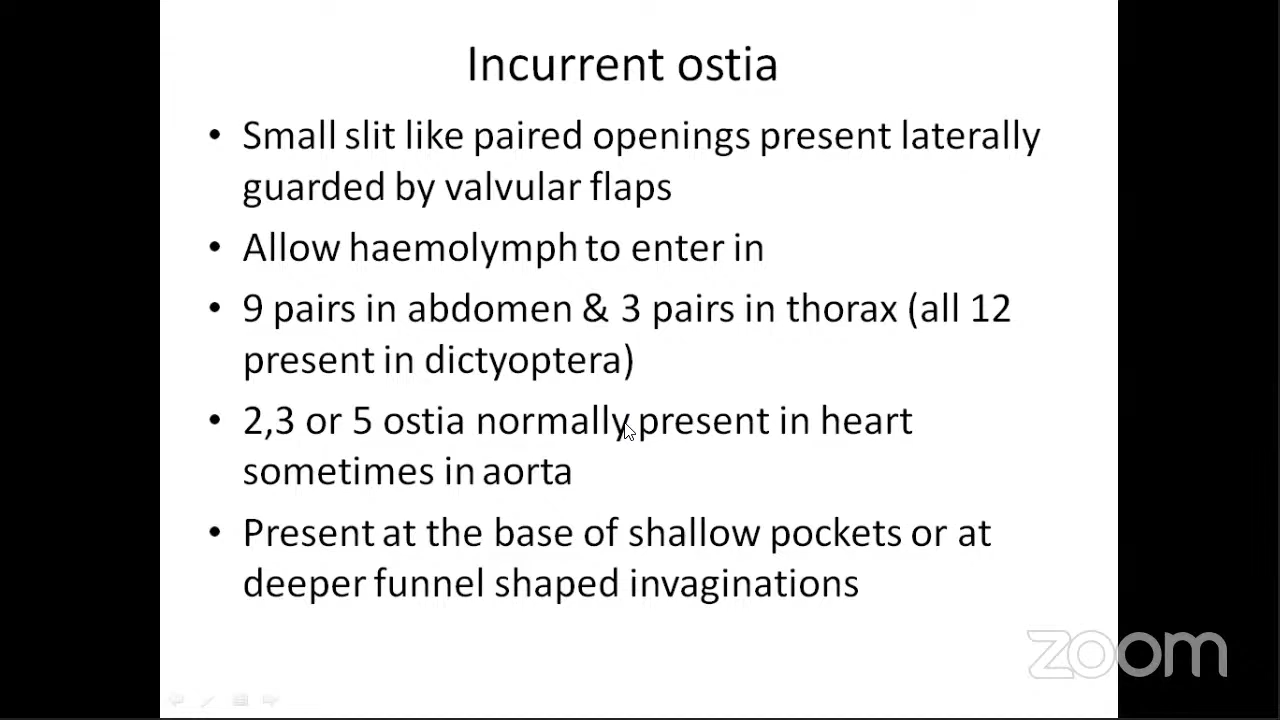 Incurrent ostia
• Small slit like paired openings present laterally
guarded by valvular flaps
• Allow haemolymph to enter in
• 9 pairs in abdomen & 3 pairs in thorax (all 12
present in dictyoptera)
• 2,3 or 5 ostia normally present in heart
sometimes in aorta
• Present at the base of shallow pockets or at
deeper funnel shaped invaginations
zoom